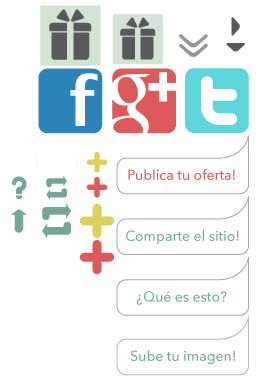 f
g+
t
?
Publica tu oferta!
Comparte el sitio!
¿Qué es esto?
Sube tu imagen!